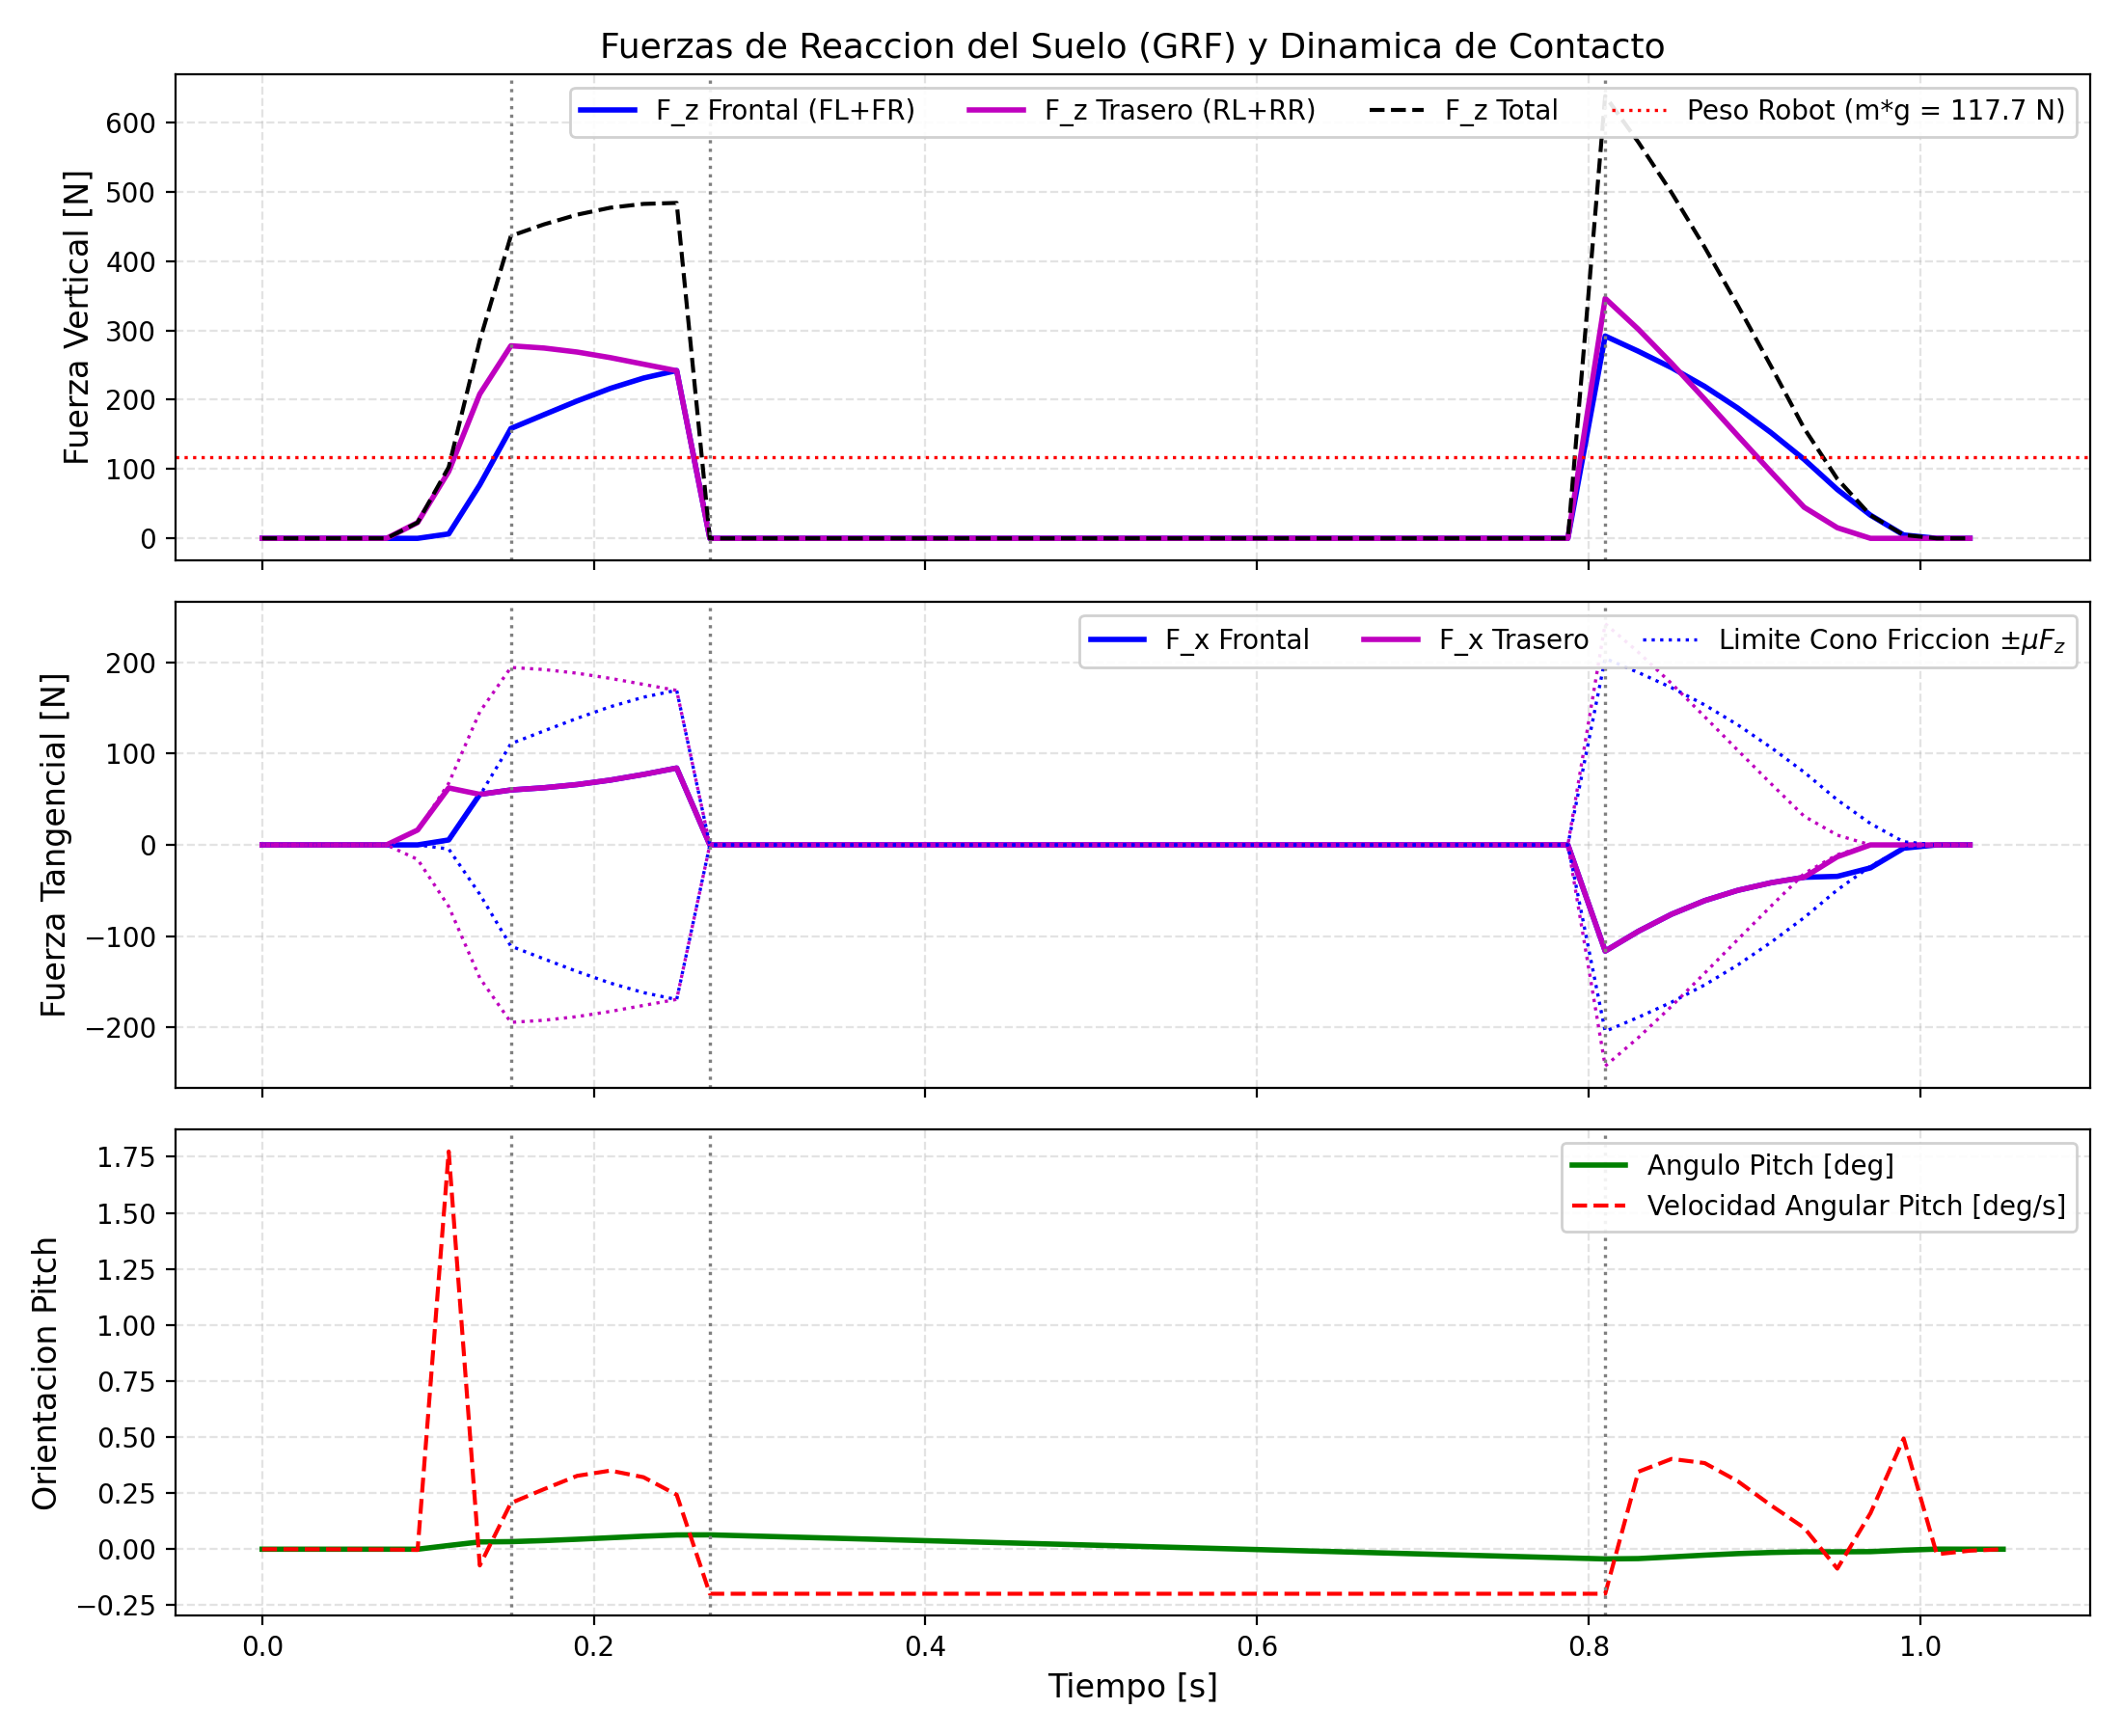 Fuerzas de Reaccion del Suelo (GRF) y Dinamica de Contacto
F_z Frontal (FL+FR)
F_z Trasero (RL+RR)
F_z Total
Peso Robot (m*g = 117.7 N)
Fuerza Vertical [N]
600
500
400
300
200
100
0
F_x Frontal
F_x Trasero
Limite Cono Friccion ±μF_z
Fuerza Tangencial [N]
200
100
0
−100
−200
Angulo Pitch [deg]
Velocidad Angular Pitch [deg/s]
Orientacion Pitch
1.75
1.50
1.25
1.00
0.75
0.50
0.25
0.00
−0.25
0.0
0.2
0.4
0.6
0.8
1.0
Tiempo [s]